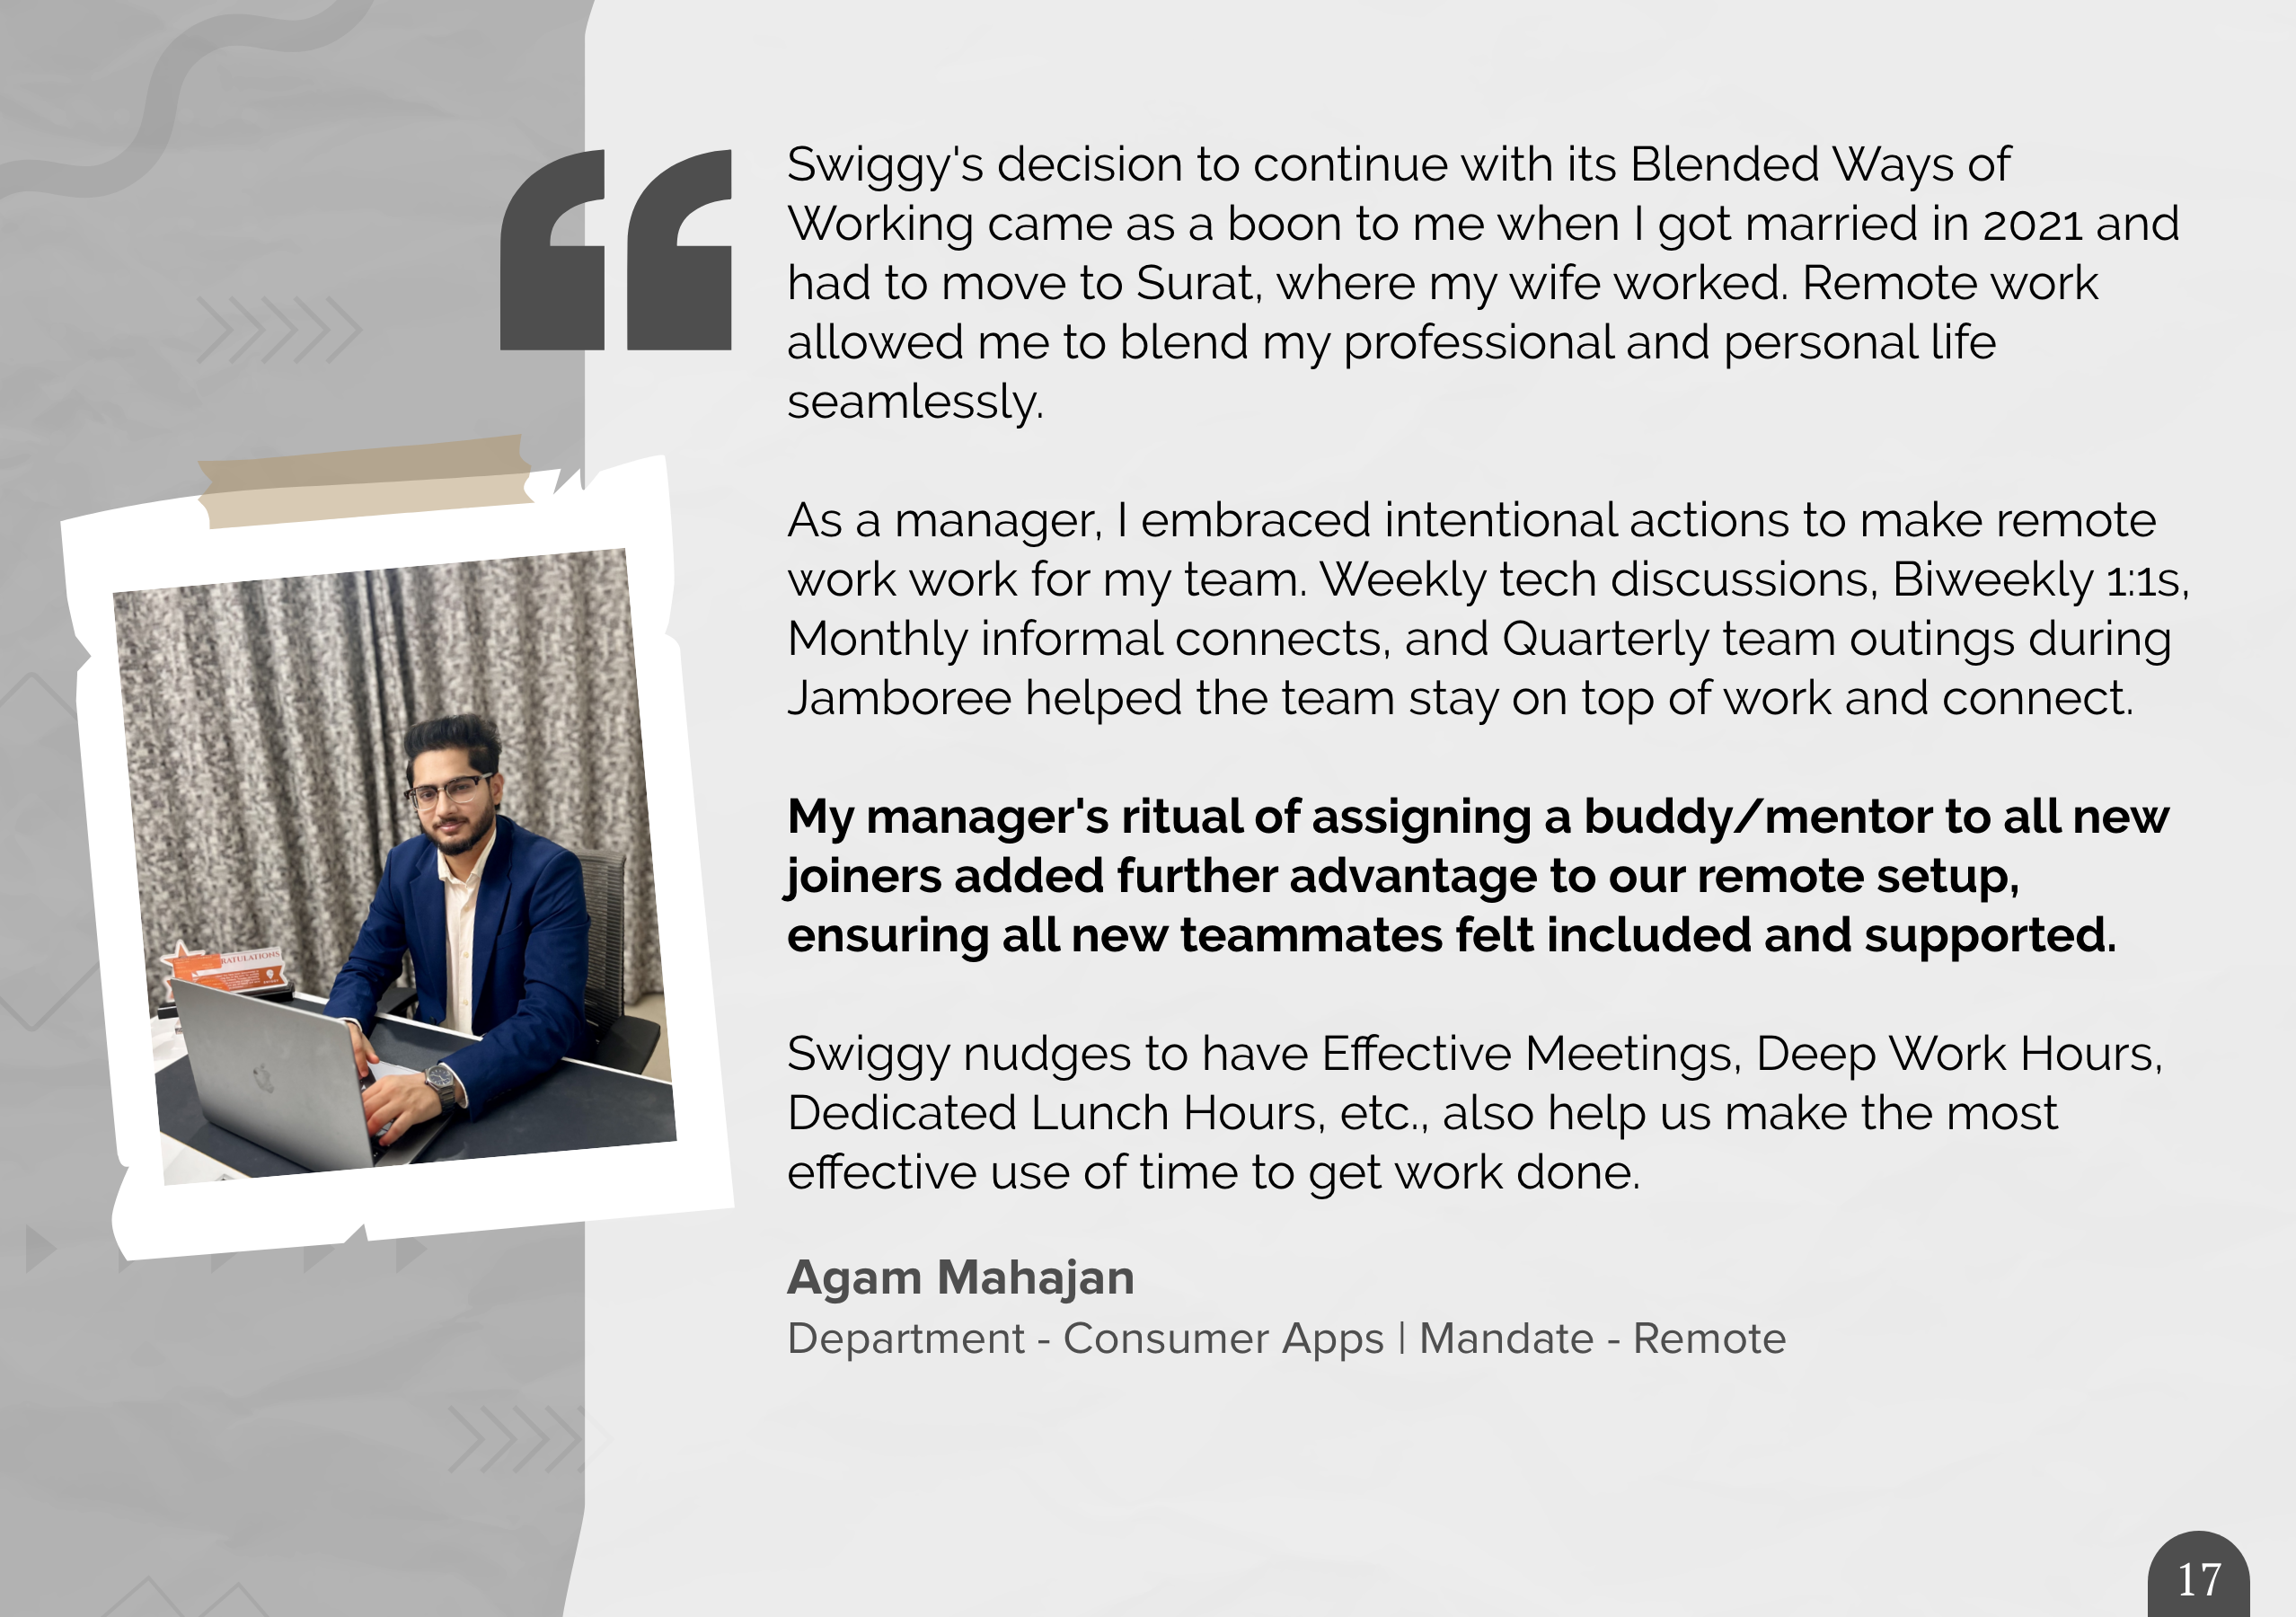 Swiggy's decision to continue with its Blended Ways of
Working came as a boon to me when I got married in 2021 and
had to move to Surat, where my wife worked. Remote work
allowed me to blend my professional and personal life
seamlessly.
As a manager, I embraced intentional actions to make remote
work work for my team. Weekly tech discussions, Biweekly 1:1s,
Monthly informal connects, and Quarterly team outings during
Jamboree helped the team stay on top of work and connect.
My manager's ritual of assigning a buddy/mentor to all new
joiners added further advantage to our remote setup,
ensuring all new teammates felt included and supported.
Swiggy nudges to have Effective Meetings, Deep Work Hours,
Dedicated Lunch Hours, etc., also help us make the most
effective use of time to get work done.
Agam Mahajan
Department - Consumer Apps | Mandate - Remote
17